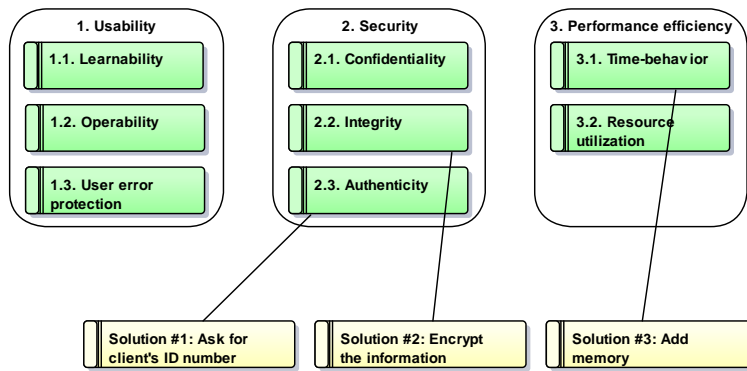 1. Usability
1.1. Learnability
1.2. Operability
1.3. User error
protection
2. Security
2.1. Confidentiality
2.2. Integrity
2.3. Authenticity
3. Performance efficiency
3.1. Time-behavior
3.2. Resource
utilization
Solution #1: Ask for
client's ID number
Solution #2: Encrypt
the information
Solution #3: Add
memory